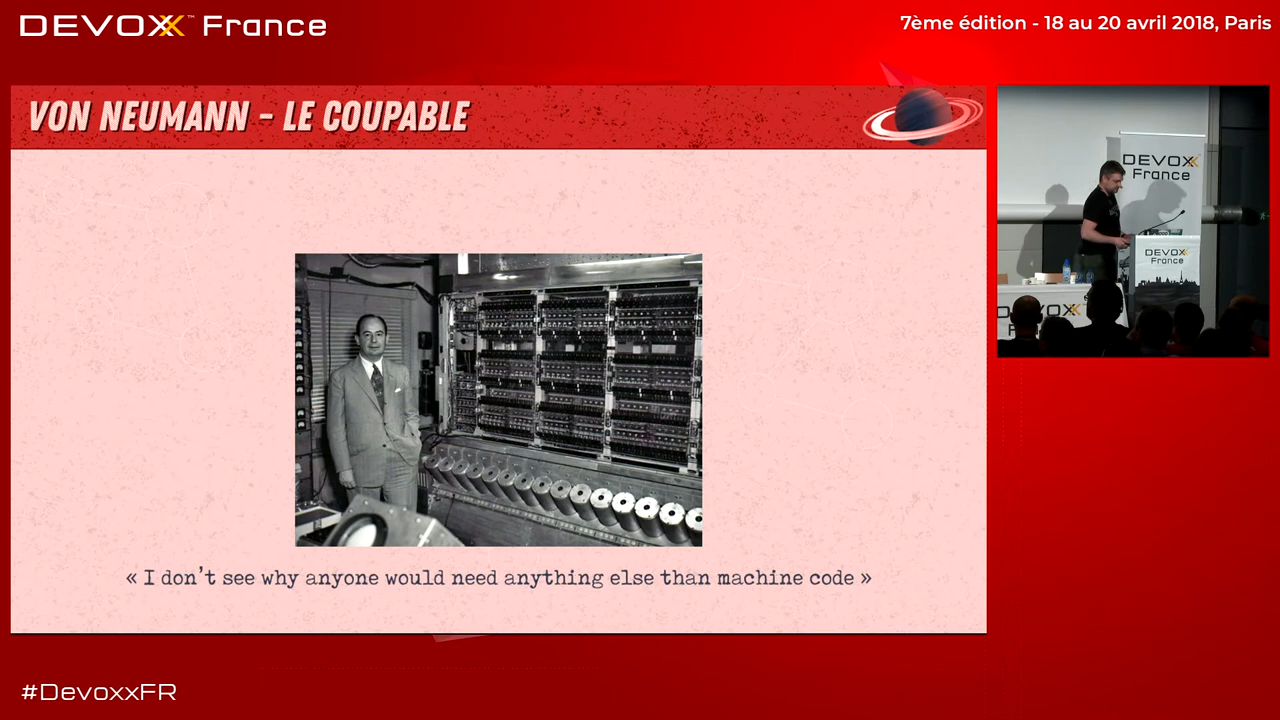 DEVOXX™ France
7ème édition - 18 au 20 avril 2018, Paris
VON NEUMANN - LE COUPABLE
« I don't see why anyone would need anything else than machine code »
DEVOXX
France
DEVOXX
France
#DevoxxFR